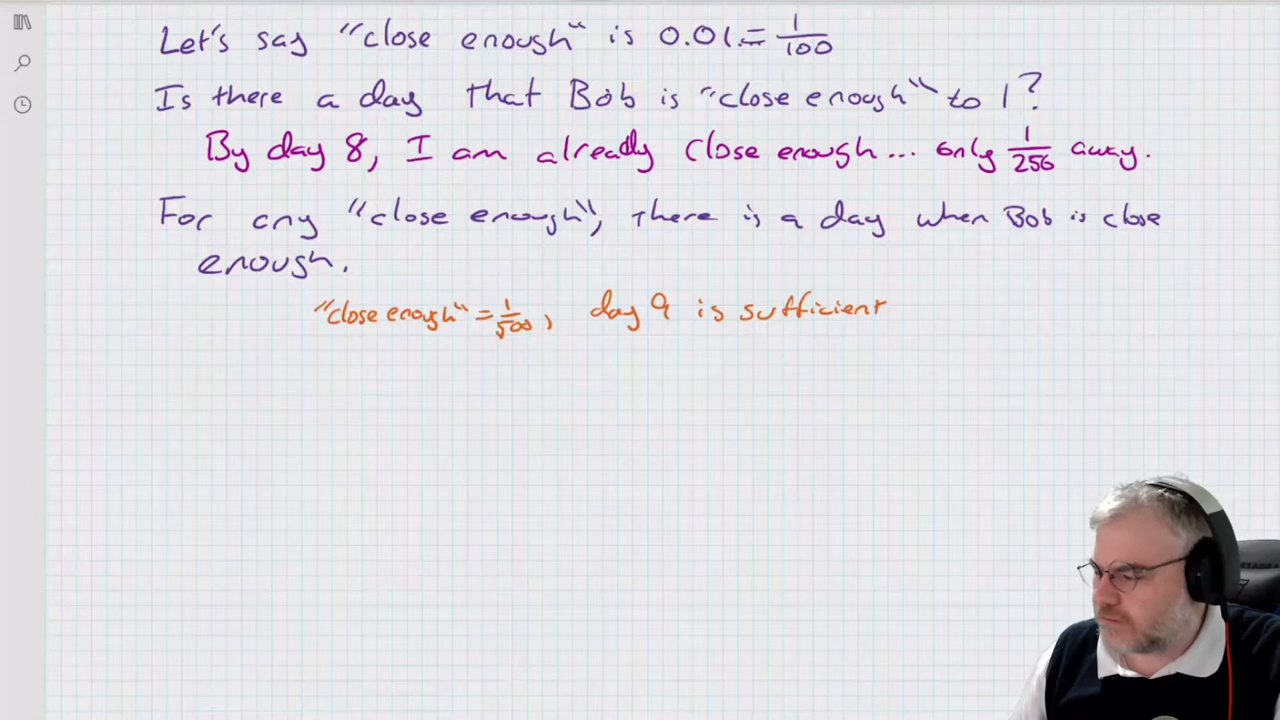 Let's say "close enough" is 0.01. = 1/100
Is there a day that Bob is "close enough" to 1?
By day 8, I am already close enough... only 1/256 away.
For any "close enough", there is a day when Bob is close
enough.
"close enough" = 1/500, day 9 is sufficient